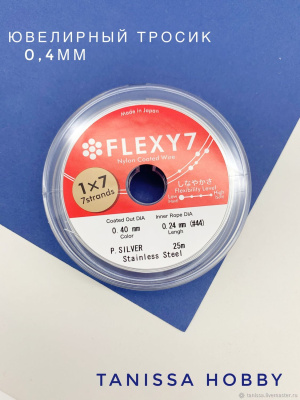 ЮВЕЛИРНЫЙ ТРОСИК
0,4ММ
made in Japan
FLEXY7
Nylon Coated Wire
1×7
7strands
しなやかさ
Flexibility Level
Low
High
Coated Out DIA
Inner Rope DIA
0.40 mm
0.24 mm (#44)
Color
Length
P.SILVER
25m
Stainless Steel
TANISSA HOBBY